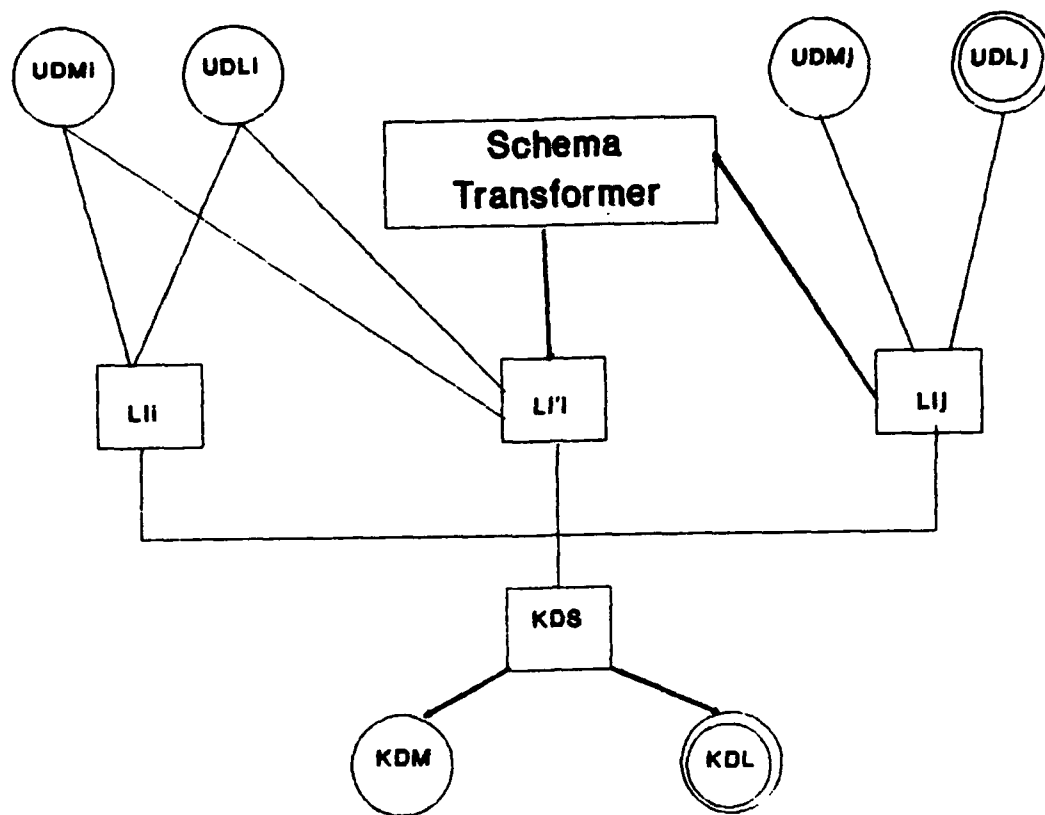 UDMi
UDLi
UDMj
UDLj
Schema
Transformer
LIi
LI'i
LIj
KDS
KDM
KDL